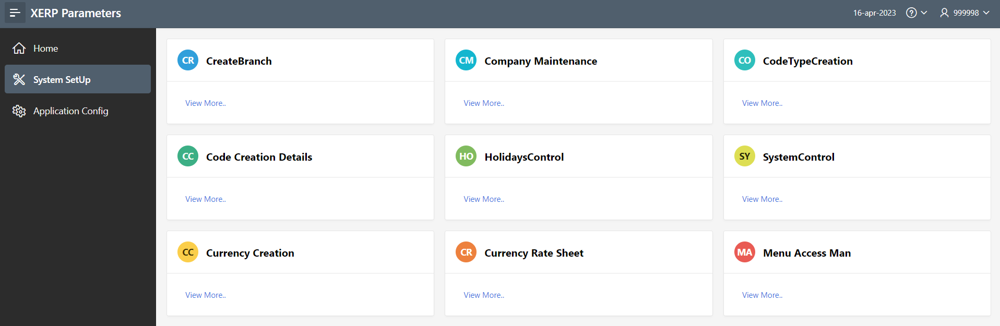 XERP Parameters
16-apr-2023
?
999998
Home
System SetUp
Application Config
CR CreateBranch
View More..
CM Company Maintenance
View More..
CO CodeTypeCreation
View More..
CC Code Creation Details
View More..
HO HolidaysControl
View More..
SY SystemControl
View More..
CC Currency Creation
View More..
CR Currency Rate Sheet
View More..
MA Menu Access Man
View More..